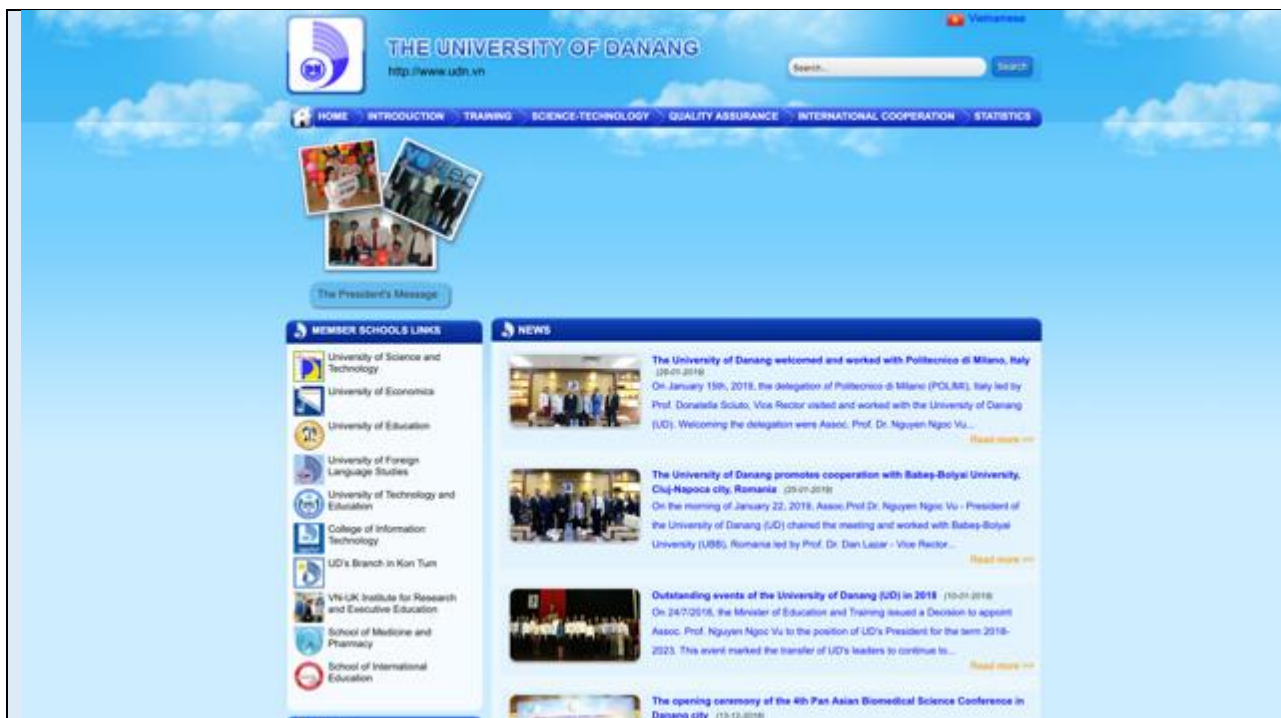 Vietnamese
THE UNIVERSITY OF DANANG
http://www.udn.vn
Search...
Search
HOME
INTRODUCTION
TRAINING
SCIENCE-TECHNOLOGY
QUALITY ASSURANCE
INTERNATIONAL COOPERATION
STATISTICS
The President's Message
MEMBER SCHOOLS LINKS
University of Science and
Technology
University of Economics
University of Education
University of Foreign
Language Studies
University of Technology and
Education
College of Information
Technology
UD's Branch in Kon Tum
VN-UK Institute for Research
and Executive Education
School of Medicine and
Pharmacy
School of International
Education
NEWS
The University of Danang welcomed and worked with Politecnico di Milano, Italy
On January 15th, 2019, the delegation of Politecnico di Milano (POLIMI), Italy led by
Prof. Donatella Sciuto, Vice Rector visited and worked with the University of Danang
(UD). Welcoming the delegation were Assoc. Prof. Dr. Nguyen Ngoc Vu...
Read more >>
The University of Danang promotes cooperation with Babeș-Bolyai University,
Cluj-Napoca city, Romania
On the morning of January 22, 2019, Assoc.Prof.Dr. Nguyen Ngoc Vu - President of
the University of Danang (UD) chaired the meeting and worked with Babeș-Bolyai
University (UBB), Romania led by Prof. Dr. Dan Lazar - Vice Rector...
Read more >>
Outstanding events of the University of Danang (UD) in 2018 (10-01-2019)
On 24/7/2018, the Minister of Education and Training issued a Decision to appoint
Assoc. Prof. Nguyen Ngoc Vu to the position of UD's President for the term 2018-
2023. This event marked the transfer of UD's leaders to continue to...
Read more >>
The opening ceremony of the 4th Pan Asian Biomedical Science Conference in
Danang city